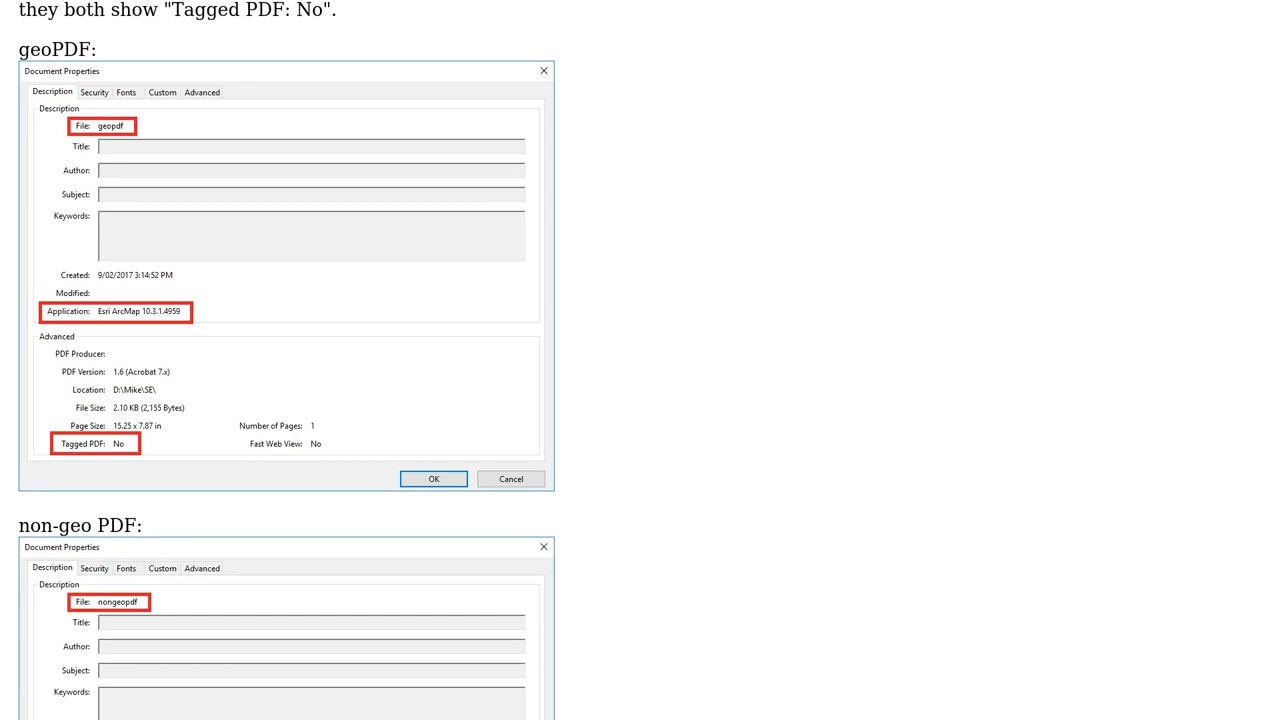 they both show "Tagged PDF: No".
geoPDF:
Document Properties
Description Security Fonts Custom Advanced
Description
File: geopdf
Title:
Author:
Subject:
Keywords:
Created: 9/02/2017 3:14:52 PM
Modified:
Application: Esri ArcMap 10.3.1.4959
Advanced
PDF Producer:
PDF Version: 1.6 (Acrobat 7.x)
Location: D:\Mike\SE\
File Size: 2.10 KB (2,155 Bytes)
Page Size: 15.25 x 7.87 in Number of Pages: 1
Tagged PDF: No Fast Web View: No
OK Cancel
non-geo PDF:
Document Properties
Description Security Fonts Custom Advanced
Description
File: nongeopdf
Title:
Author:
Subject:
Keywords: